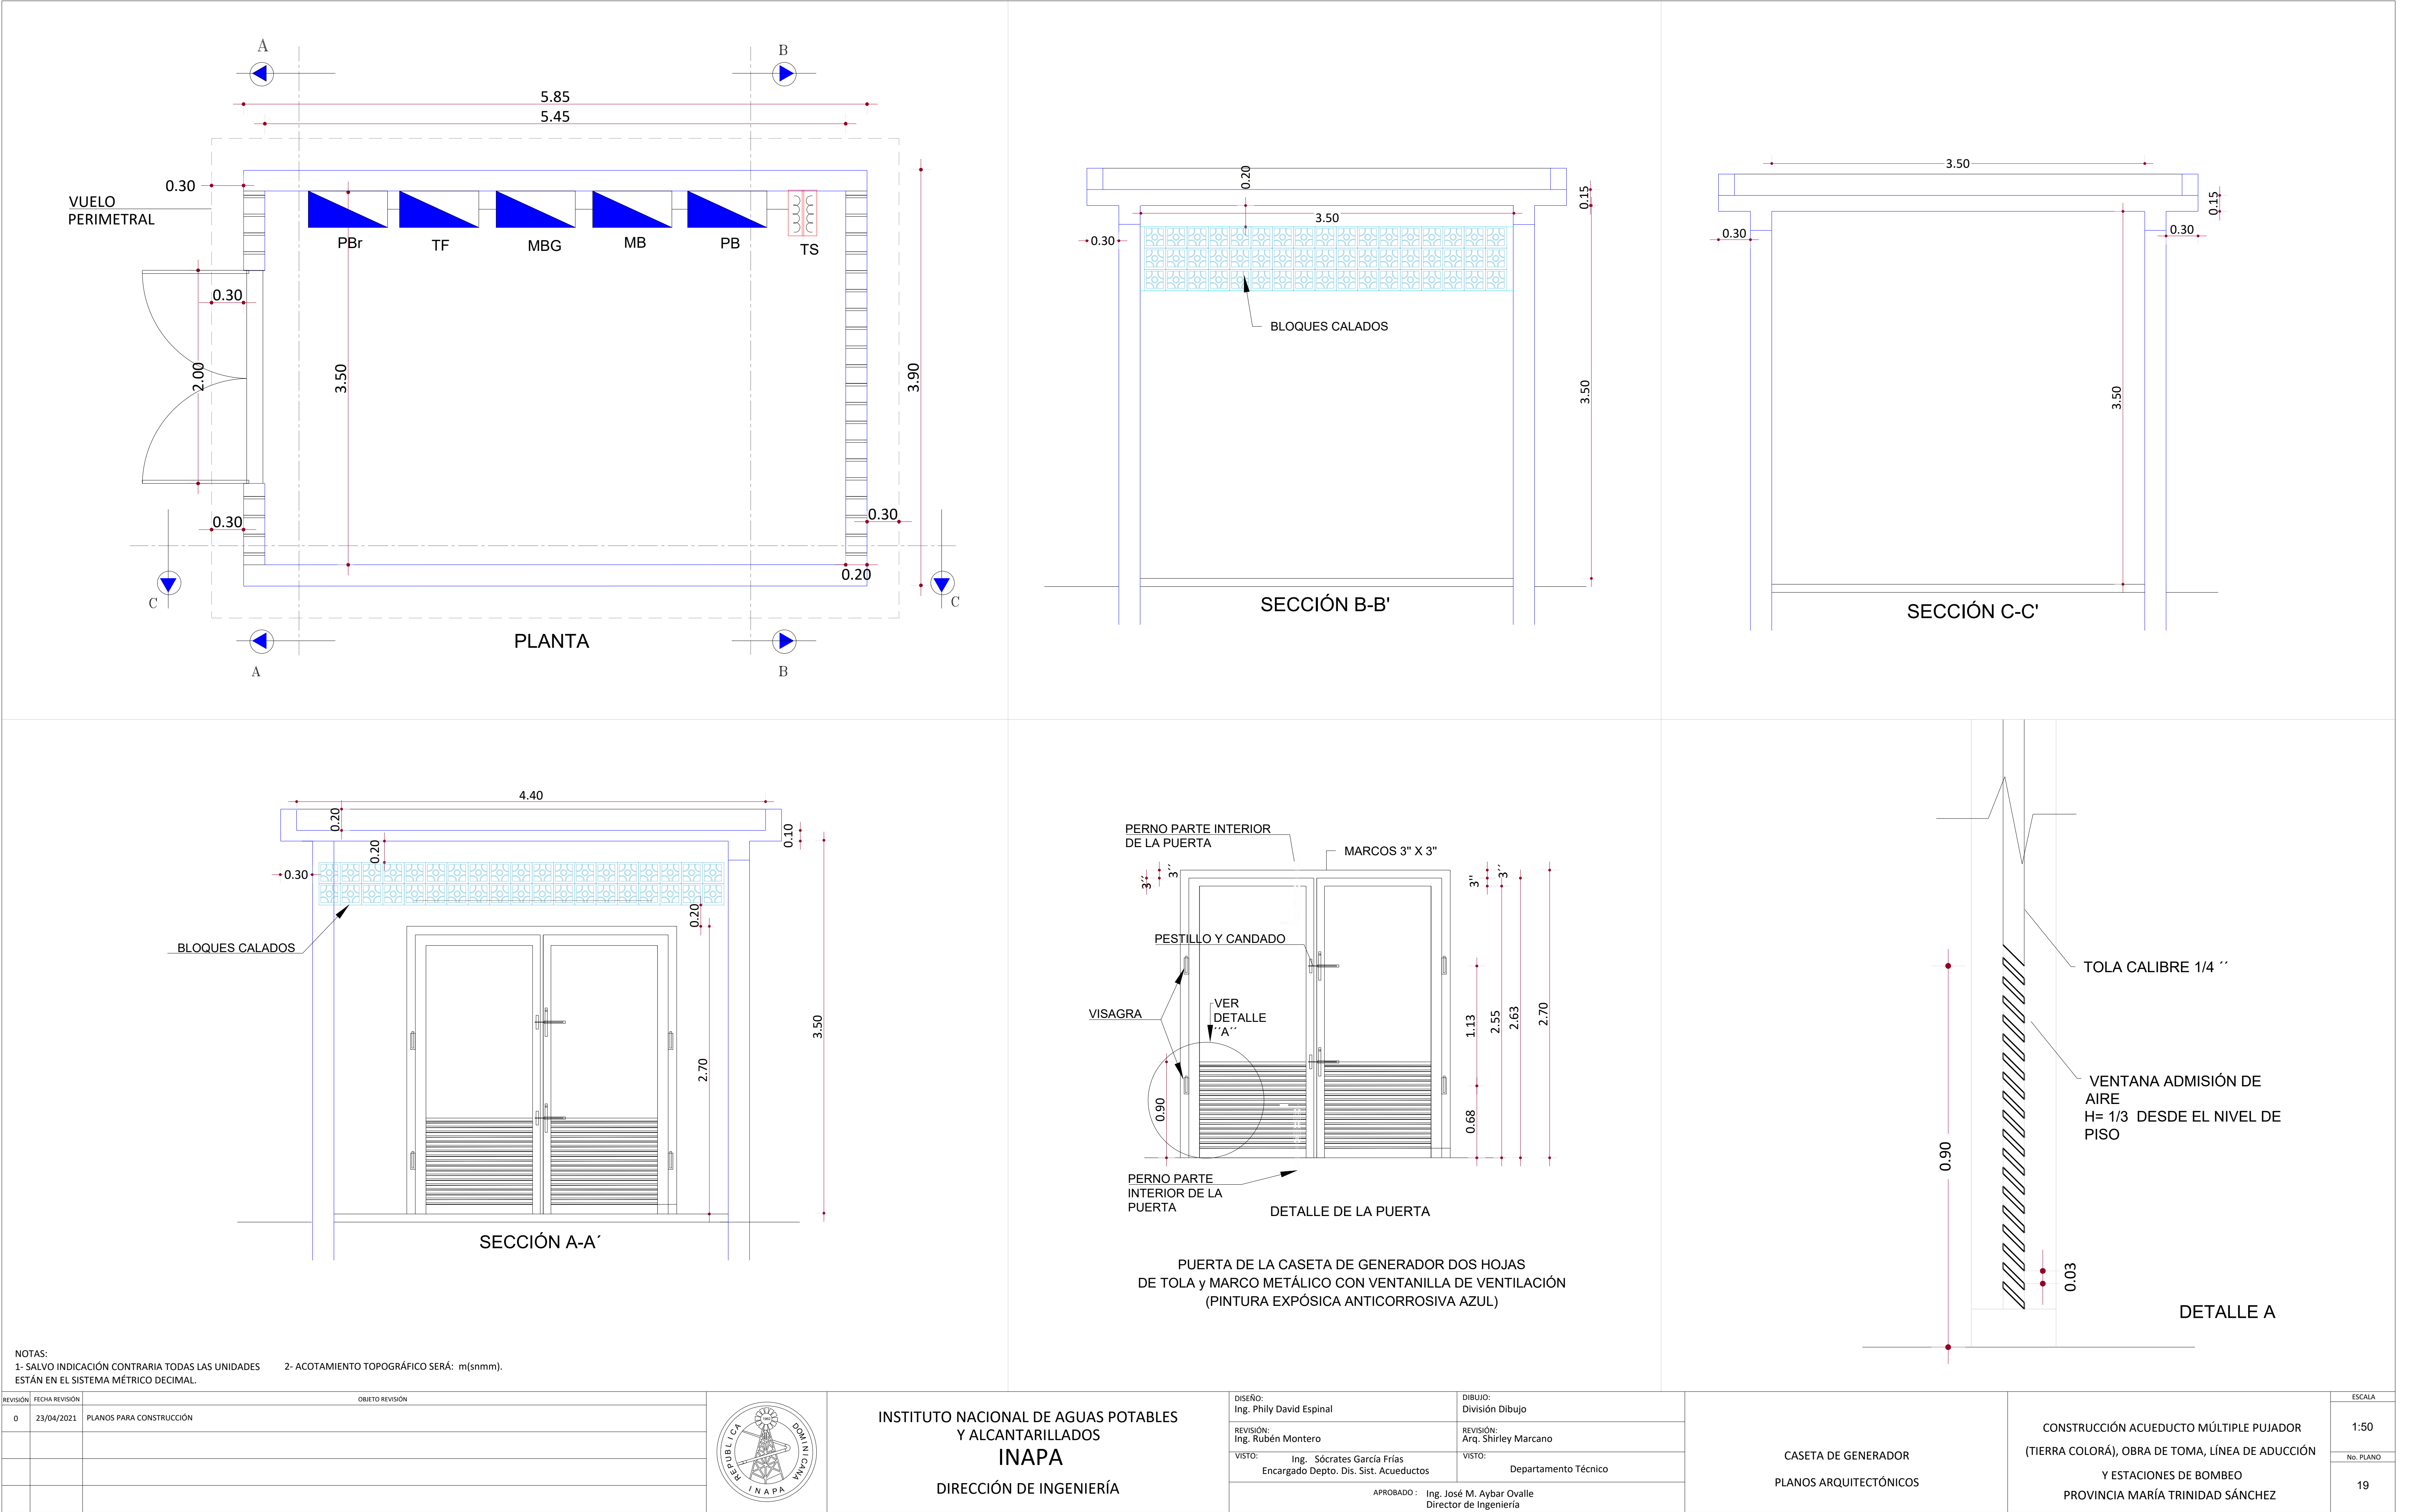 A
B
5.85
5.45
0.30
VUELO
PERIMETRAL
PBr
TF
MBG
MB
PB
TS
0.30
2.00
3.50
3.90
0.30
0.30
0.20
C
C
PLANTA
A
B
0.20
0.15
3.50
0.30
BLOQUES CALADOS
3.50
SECCIÓN B-B'
3.50
0.15
0.30
0.30
3.50
SECCIÓN C-C'
4.40
0.20
0.10
0.20
0.30
0.20
BLOQUES CALADOS
3.50
2.70
SECCIÓN A-A´
PERNO PARTE INTERIOR
DE LA PUERTA
MARCOS 3" X 3"
3´´
3´´
3''
3´´
PESTILLO Y CANDADO
VISAGRA
VER
DETALLE
´´A´´
1.13
2.55
2.63
2.70
0.90
0.68
PERNO PARTE
INTERIOR DE LA
PUERTA
DETALLE DE LA PUERTA
PUERTA DE LA CASETA DE GENERADOR DOS HOJAS
DE TOLA y MARCO METÁLICO CON VENTANILLA DE VENTILACIÓN
(PINTURA EXPÓSICA ANTICORROSIVA AZUL)
TOLA CALIBRE 1/4 ´´
VENTANA ADMISIÓN DE
AIRE
H= 1/3 DESDE EL NIVEL DE
PISO
0.90
0.03
DETALLE A
NOTAS:
1- SALVO INDICACIÓN CONTRARIA TODAS LAS UNIDADES
ESTÁN EN EL SISTEMA MÉTRICO DECIMAL.
2- ACOTAMIENTO TOPOGRÁFICO SERÁ: m(snmm).
REVISIÓN FECHA REVISIÓN OBJETO REVISIÓN
0 23/04/2021 PLANOS PARA CONSTRUCCIÓN
REPUBLICA DOMINICANA
1962
INAPA
INSTITUTO NACIONAL DE AGUAS POTABLES
Y ALCANTARILLADOS
INAPA
DIRECCIÓN DE INGENIERÍA
DISEÑO:
Ing. Phily David Espinal
DIBUJO:
División Dibujo
REVISIÓN:
Ing. Rubén Montero
REVISIÓN:
Arq. Shirley Marcano
VISTO:
Ing. Sócrates García Frías
Encargado Depto. Dis. Sist. Acueductos
VISTO:
Departamento Técnico
APROBADO : Ing. José M. Aybar Ovalle
Director de Ingeniería
CASETA DE GENERADOR
PLANOS ARQUITECTÓNICOS
CONSTRUCCIÓN ACUEDUCTO MÚLTIPLE PUJADOR
(TIERRA COLORÁ), OBRA DE TOMA, LÍNEA DE ADUCCIÓN
Y ESTACIONES DE BOMBEO
PROVINCIA MARÍA TRINIDAD SÁNCHEZ
ESCALA
1:50
No. PLANO
19